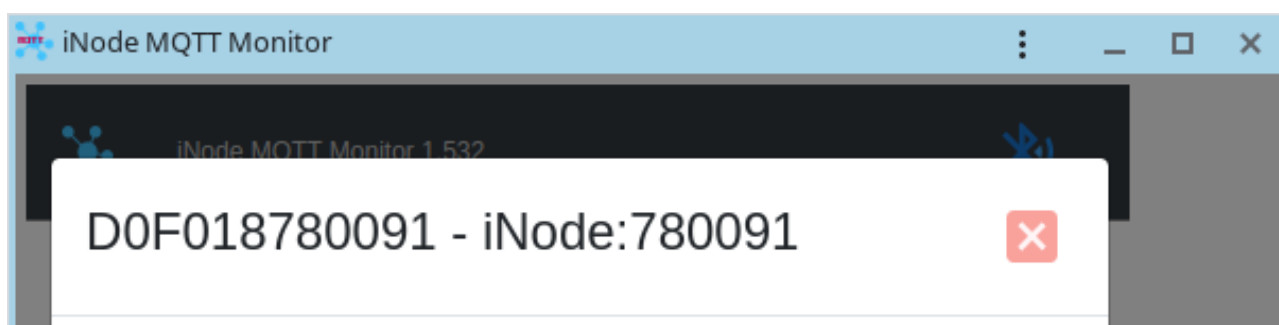 iNode MQTT Monitor
iNode MQTT Monitor 1.532
D0F018780091 - iNode:780091